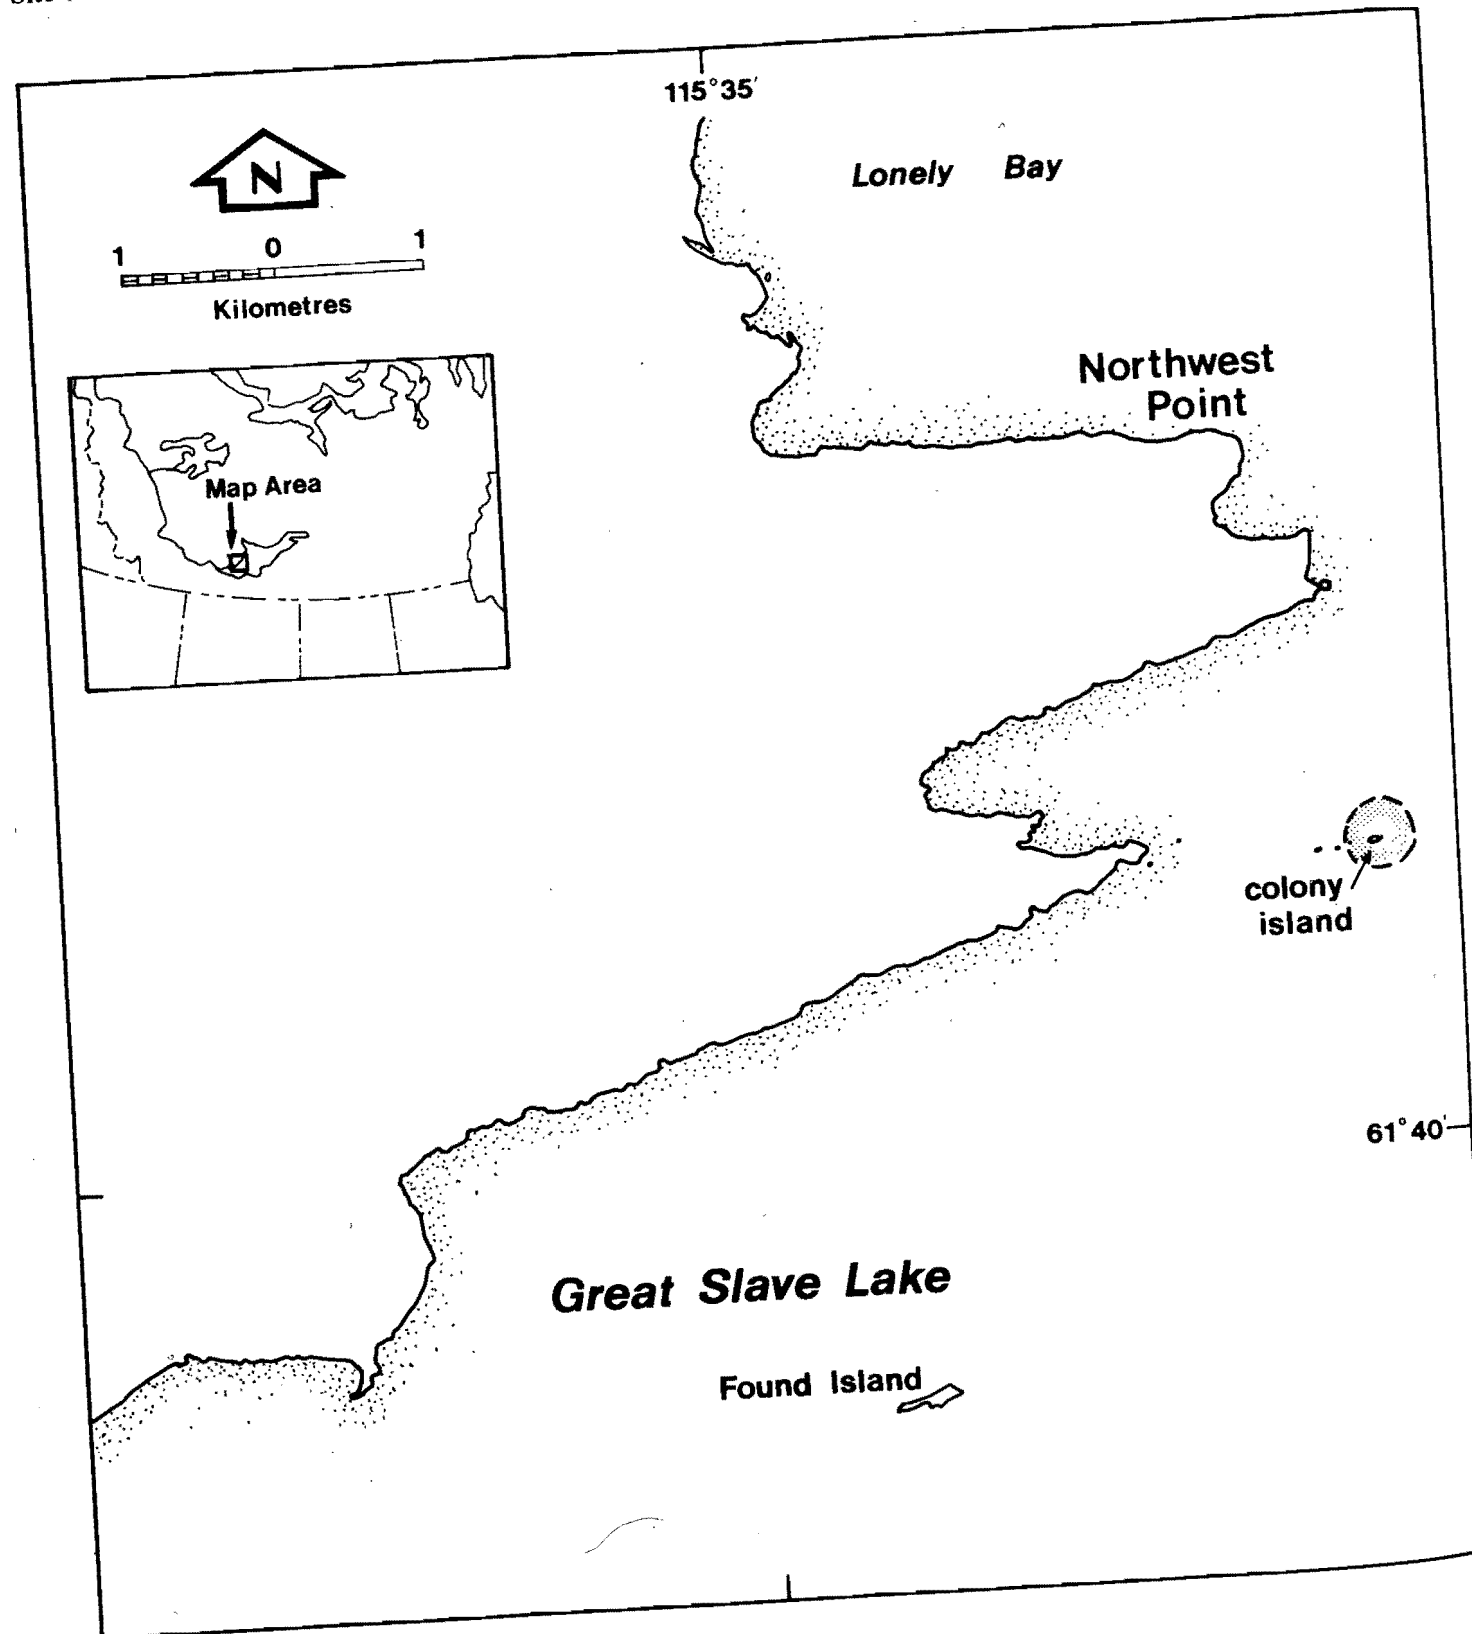 115°35'
Lonely Bay
N
1 0 1
Kilometres
Northwest
Point
Map Area
colony
island
61°40'
Great Slave Lake
Found Island